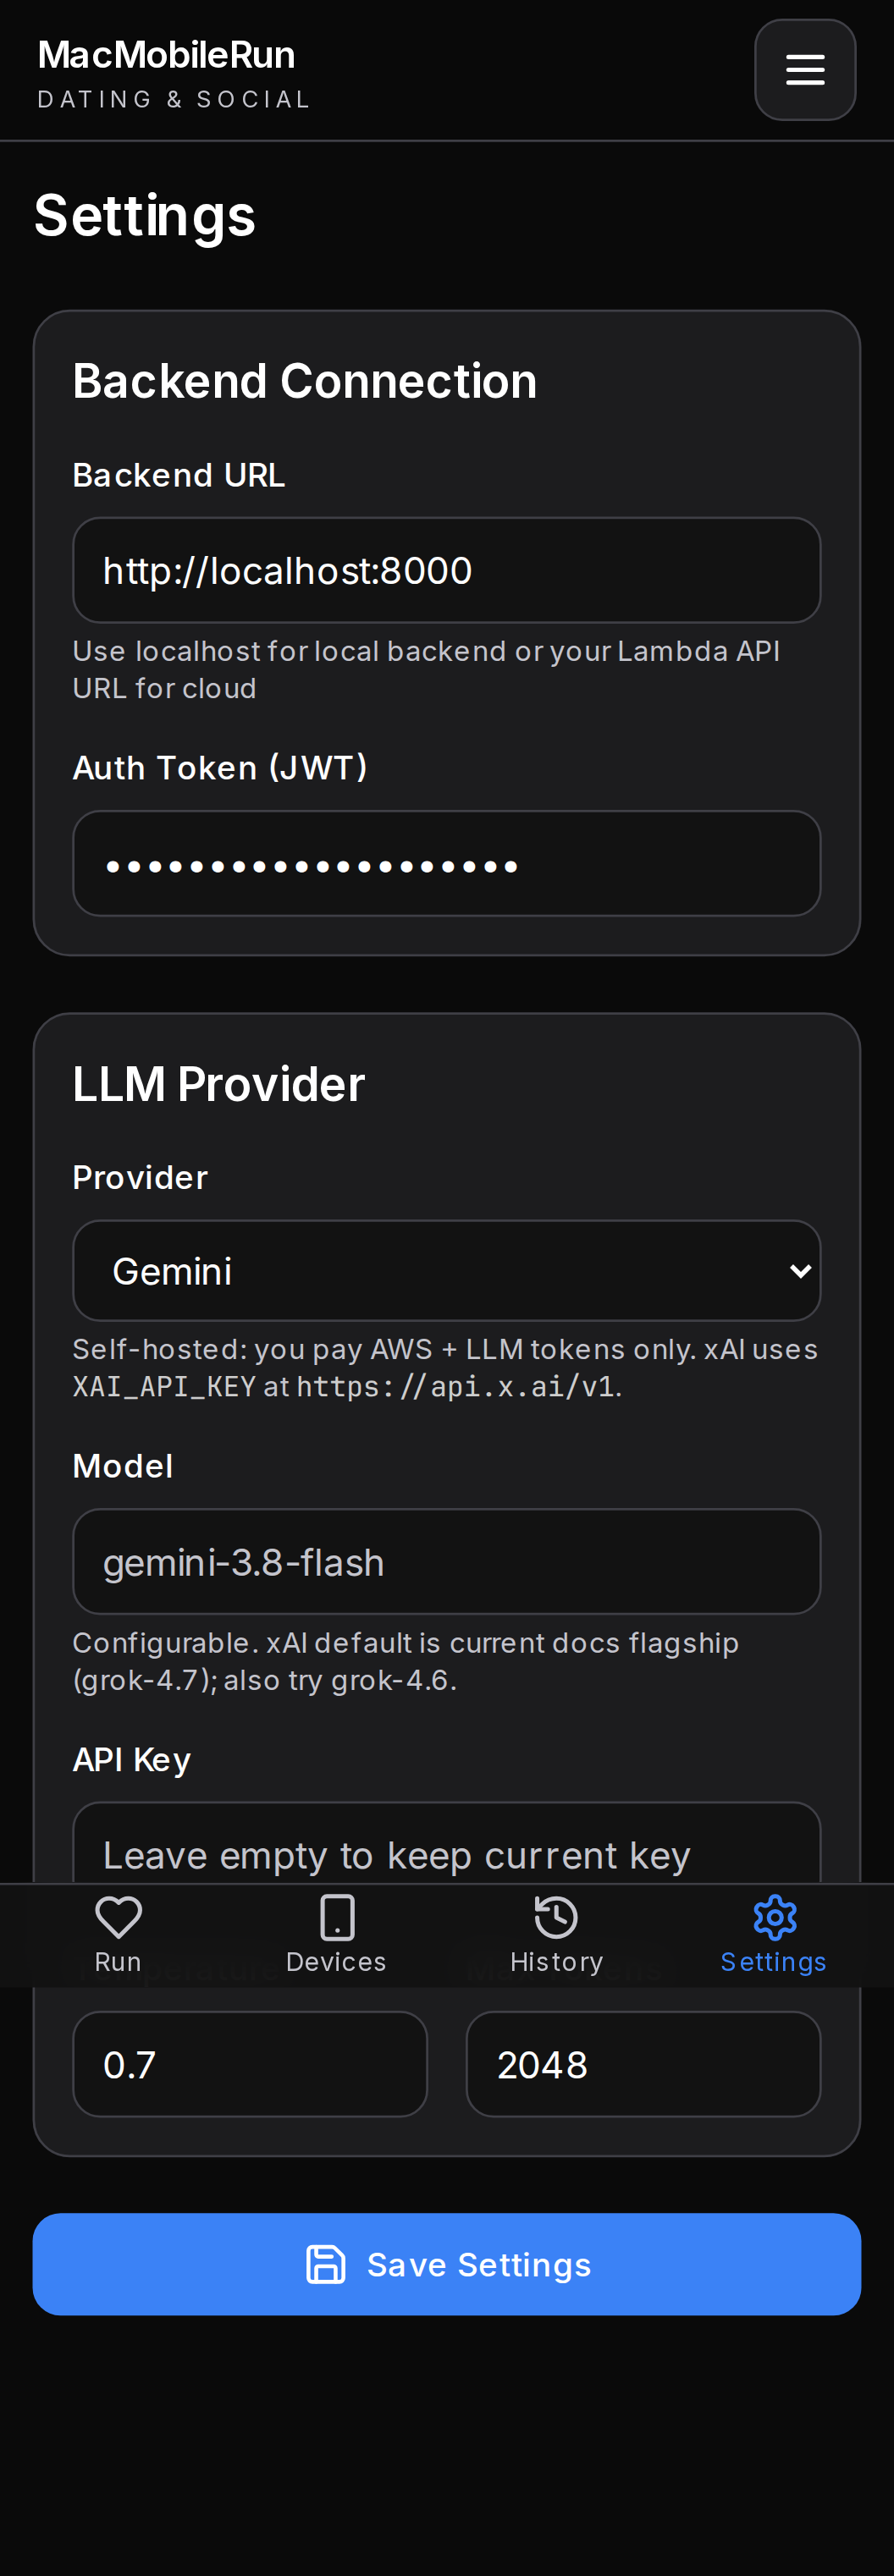 MacMobileRun
DATING & SOCIAL
Settings
Backend Connection
Backend URL
http://localhost:8000
Use localhost for local backend or your Lambda API
URL for cloud
Auth Token (JWT)
••••••••••••••••••••
LLM Provider
Provider
Gemini
Self-hosted: you pay AWS + LLM tokens only. xAI uses
XAI_API_KEY at https://api.x.ai/v1.
Model
gemini-3.8-flash
Configurable. xAI default is current docs flagship
(grok-4.7); also try grok-4.6.
API Key
Leave empty to keep current key
Run Devices History Settings
0.7 2048
Save Settings